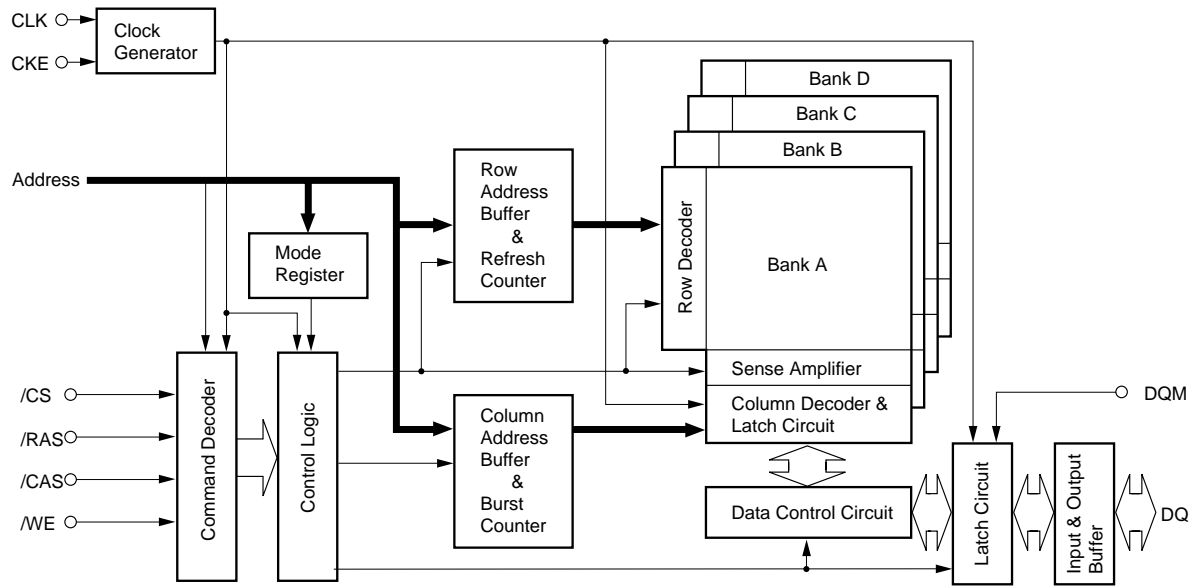 CLK
CKE
Clock
Generator
Address
Mode
Register
/CS
/RAS
/CAS
/WE
Command Decoder
Control Logic
Row
Address
Buffer
&
Refresh
Counter
Column
Address
Buffer
&
Burst
Counter
Bank D
Bank C
Bank B
Bank A
Row Decoder
Sense Amplifier
Column Decoder &
Latch Circuit
Data Control Circuit
Latch Circuit
DQM
Input & Output
Buffer
DQ